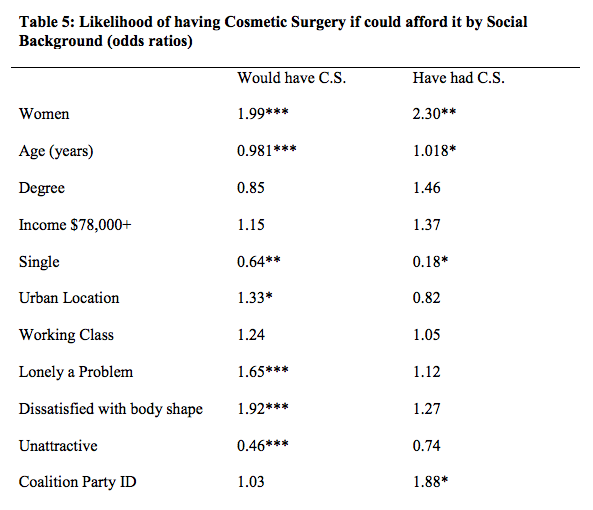 Table 5: Likelihood of having Cosmetic Surgery if could afford it by Social
Background (odds ratios)
Would have C.S. Have had C.S.
Women 1.99*** 2.30**
Age (years) 0.981*** 1.018*
Degree 0.85 1.46
Income $78,000+ 1.15 1.37
Single 0.64** 0.18*
Urban Location 1.33* 0.82
Working Class 1.24 1.05
Lonely a Problem 1.65*** 1.12
Dissatisfied with body shape 1.92*** 1.27
Unattractive 0.46*** 0.74
Coalition Party ID 1.03 1.88*